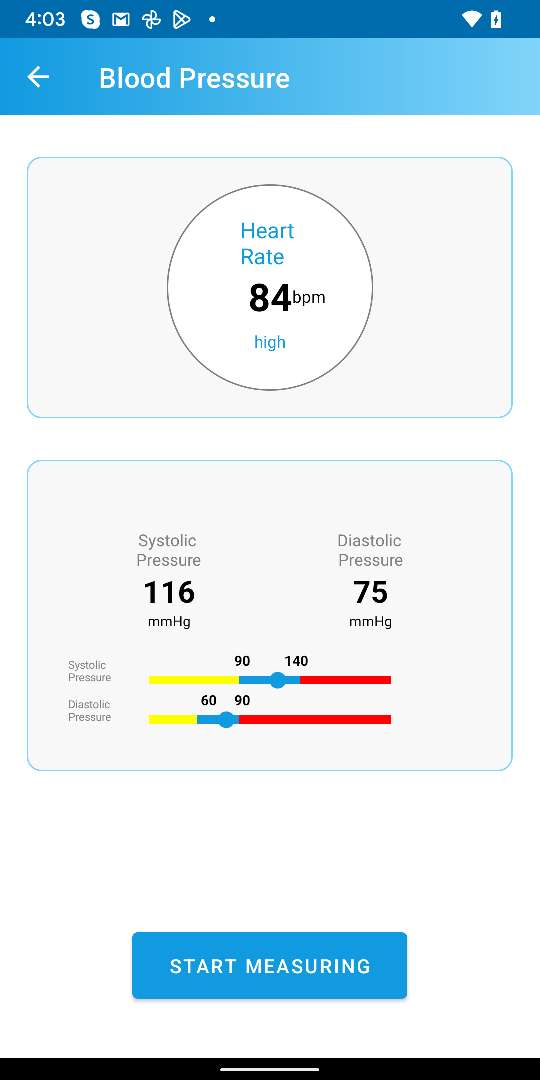 4:03
Blood Pressure
Heart
Rate
84bpm
high
Systolic
Pressure
116
mmHg
Diastolic
Pressure
75
mmHg
90 140
Systolic
Pressure
60 90
Diastolic
Pressure
START MEASURING